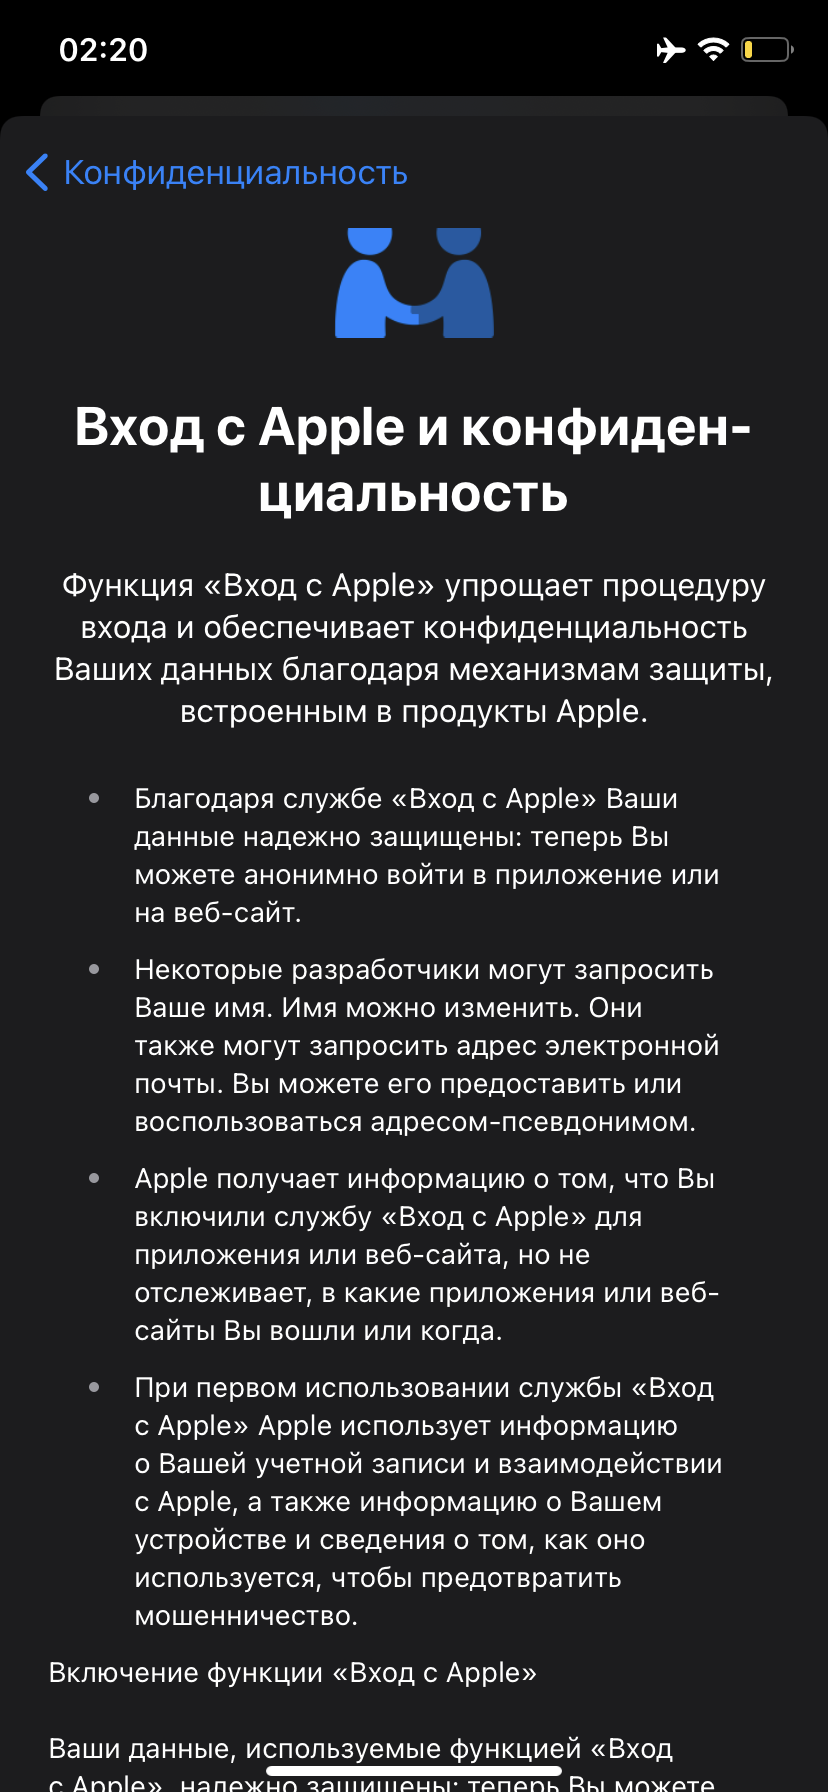 02:20
Конфиденциальность
Вход с Apple и конфиден-
циальность
Функция «Вход с Apple» упрощает процедуру
входа и обеспечивает конфиденциальность
Ваших данных благодаря механизмам защиты,
встроенным в продукты Apple.
• Благодаря службе «Вход с Apple» Ваши
данные надежно защищены: теперь Вы
можете анонимно войти в приложение или
на веб-сайт.
• Некоторые разработчики могут запросить
Ваше имя. Имя можно изменить. Они
также могут запросить адрес электронной
почты. Вы можете его предоставить или
воспользоваться адресом-псевдонимом.
• Apple получает информацию о том, что Вы
включили службу «Вход с Apple» для
приложения или веб-сайта, но не
отслеживает, в какие приложения или веб-
сайты Вы вошли или когда.
• При первом использовании службы «Вход
с Apple» Apple использует информацию
о Вашей учетной записи и взаимодействии
с Apple, а также информацию о Вашем
устройстве и сведения о том, как оно
используется, чтобы предотвратить
мошенничество.
Включение функции «Вход с Apple»
Ваши данные, используемые функцией «Вход
с Apple», надежно защищены: теперь Вы можете